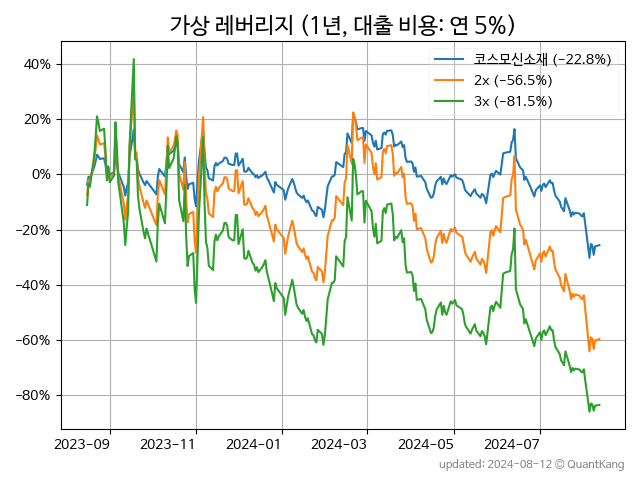 가상 레버리지 (1년, 대출 비용: 연 5%)
코스모신소재 (-22.8%)
2x (-56.5%)
3x (-81.5%)
40%
20%
0%
-20%
-40%
-60%
-80%
2023-09 2023-11 2024-01 2024-03 2024-05 2024-07
updated: 2024-08-12 © QuantKang